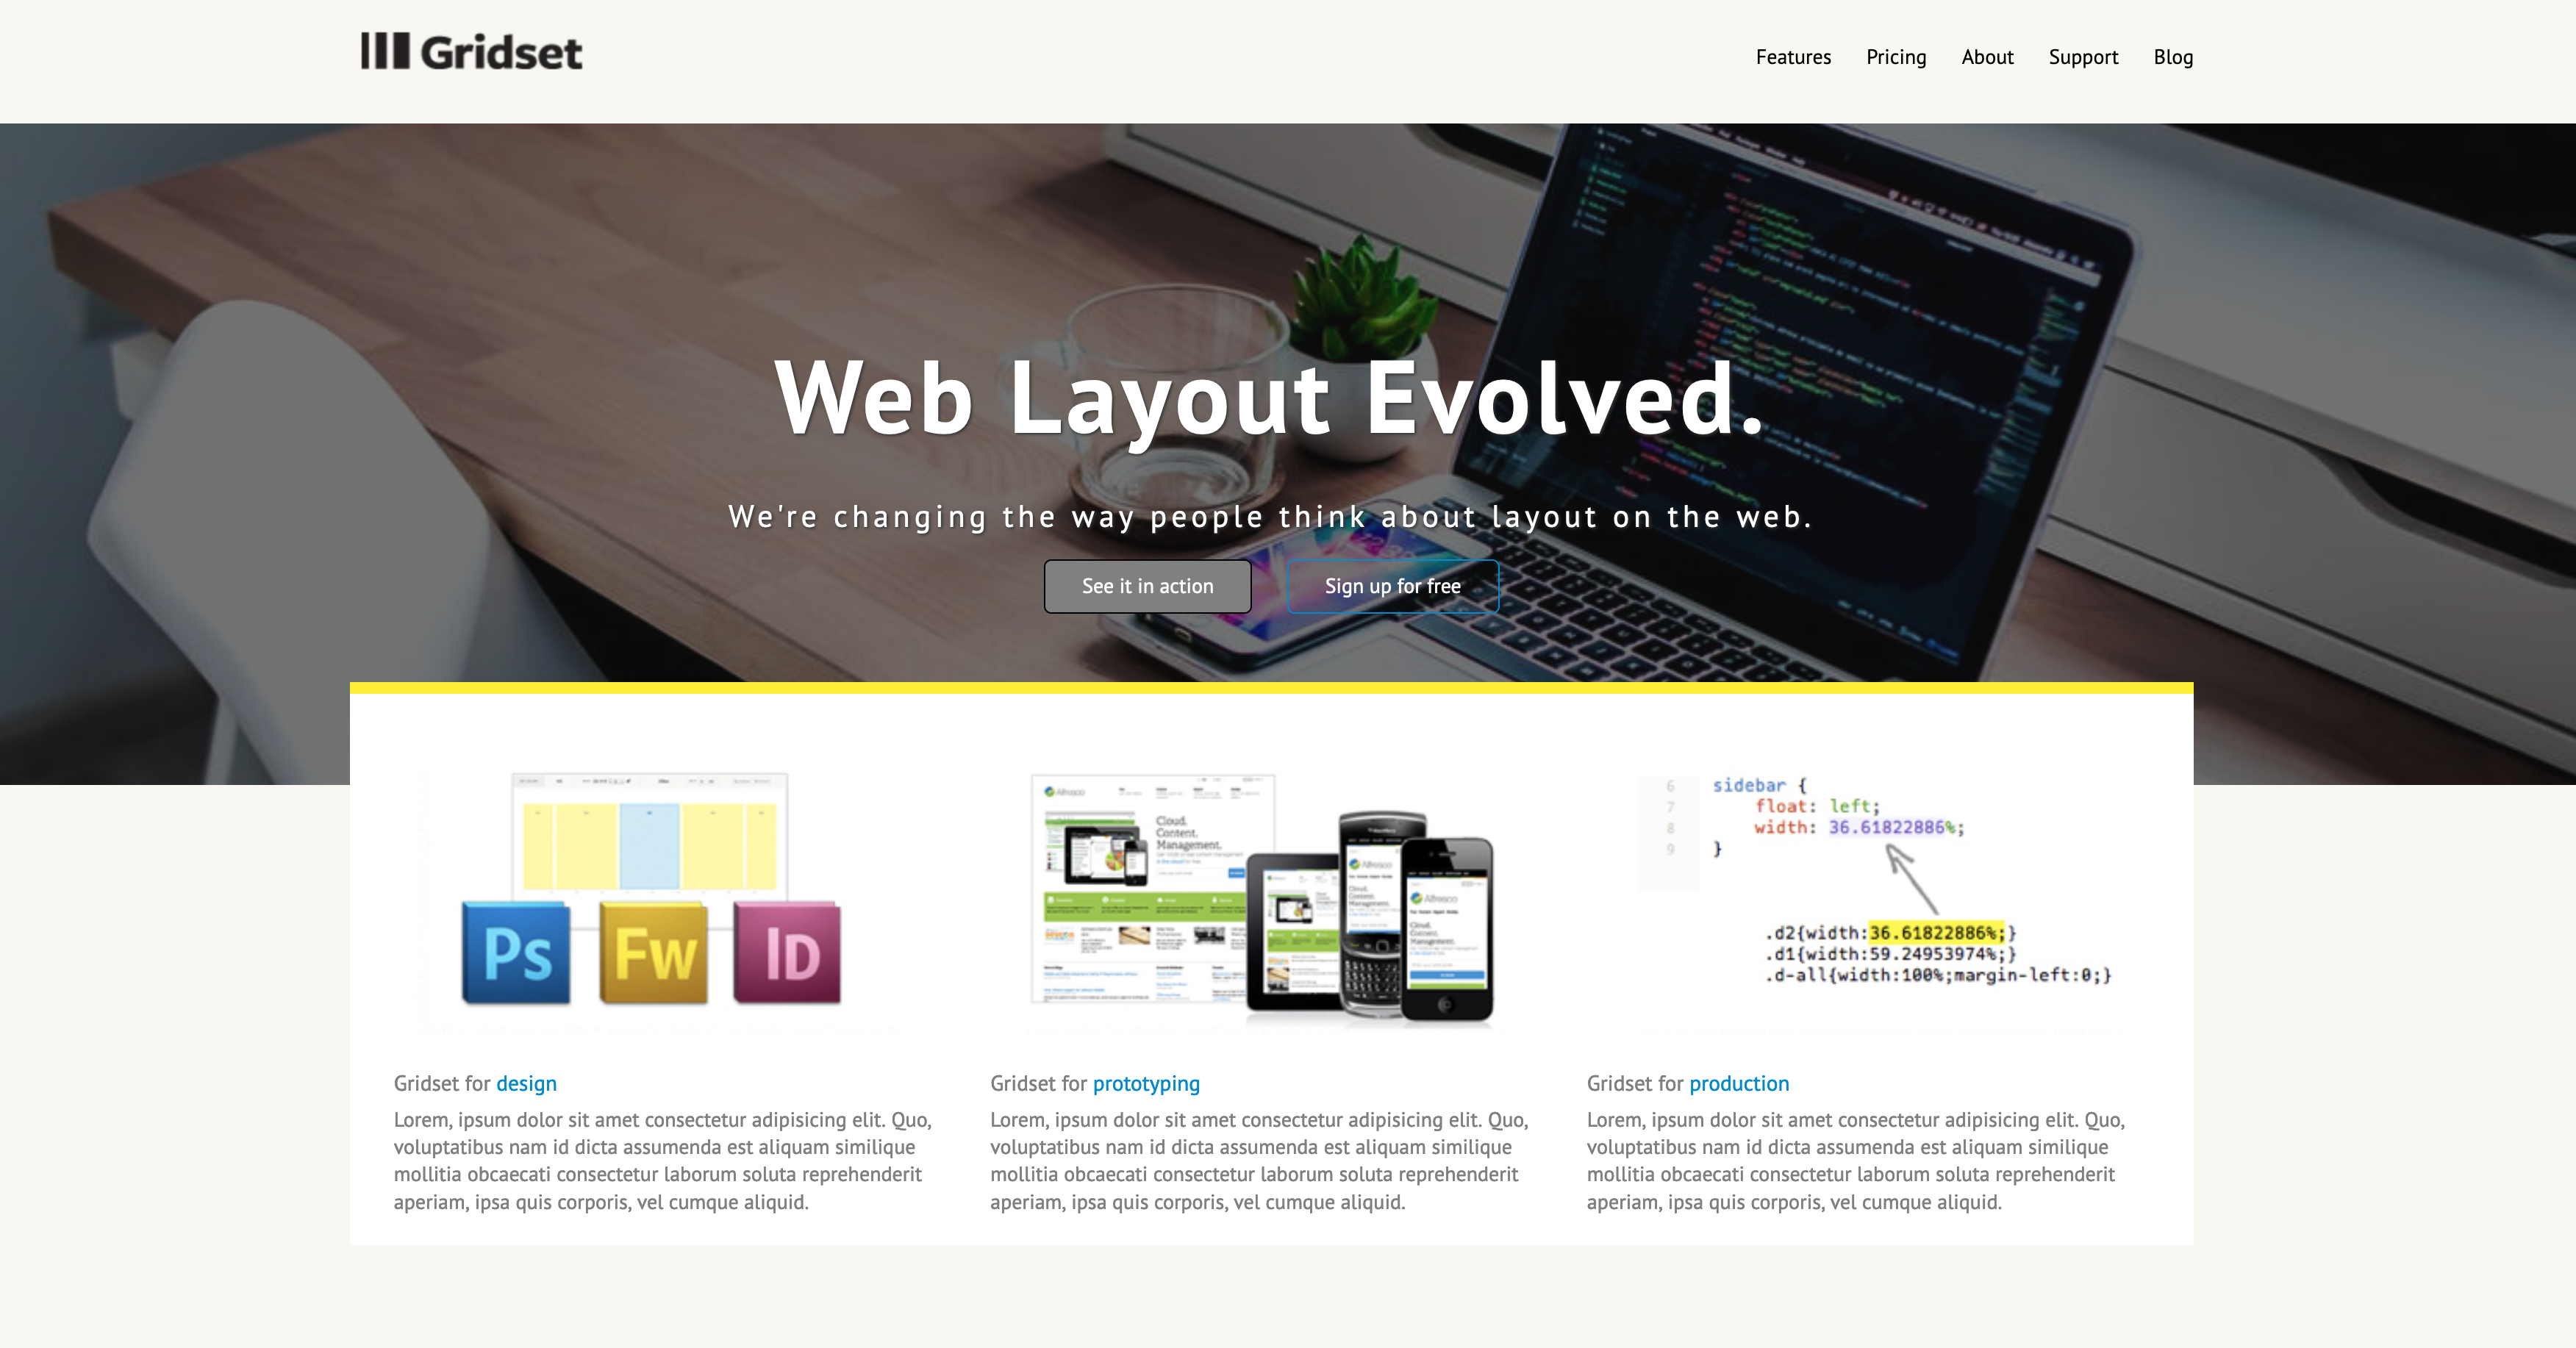 Gridset
Features Pricing About Support Blog
Web Layout Evolved.
We're changing the way people think about layout on the web.
See it in action Sign up for free
Ps Fw ID
Alfresco
Cloud.
Content.
Management.
6 sidebar {
7 float: left;
8 width: 36.61822886%;
9 }
.d2{width:36.61822886%;}
.d1{width:59.24953974%;}
.d-all{width:100%;margin-left:0;}
Gridset for design
Lorem, ipsum dolor sit amet consectetur adipisicing elit. Quo,
voluptatibus nam id dicta assumenda est aliquam similique
mollitia obcaecati consectetur laborum soluta reprehenderit
aperiam, ipsa quis corporis, vel cumque aliquid.
Gridset for prototyping
Lorem, ipsum dolor sit amet consectetur adipisicing elit. Quo,
voluptatibus nam id dicta assumenda est aliquam similique
mollitia obcaecati consectetur laborum soluta reprehenderit
aperiam, ipsa quis corporis, vel cumque aliquid.
Gridset for production
Lorem, ipsum dolor sit amet consectetur adipisicing elit. Quo,
voluptatibus nam id dicta assumenda est aliquam similique
mollitia obcaecati consectetur laborum soluta reprehenderit
aperiam, ipsa quis corporis, vel cumque aliquid.